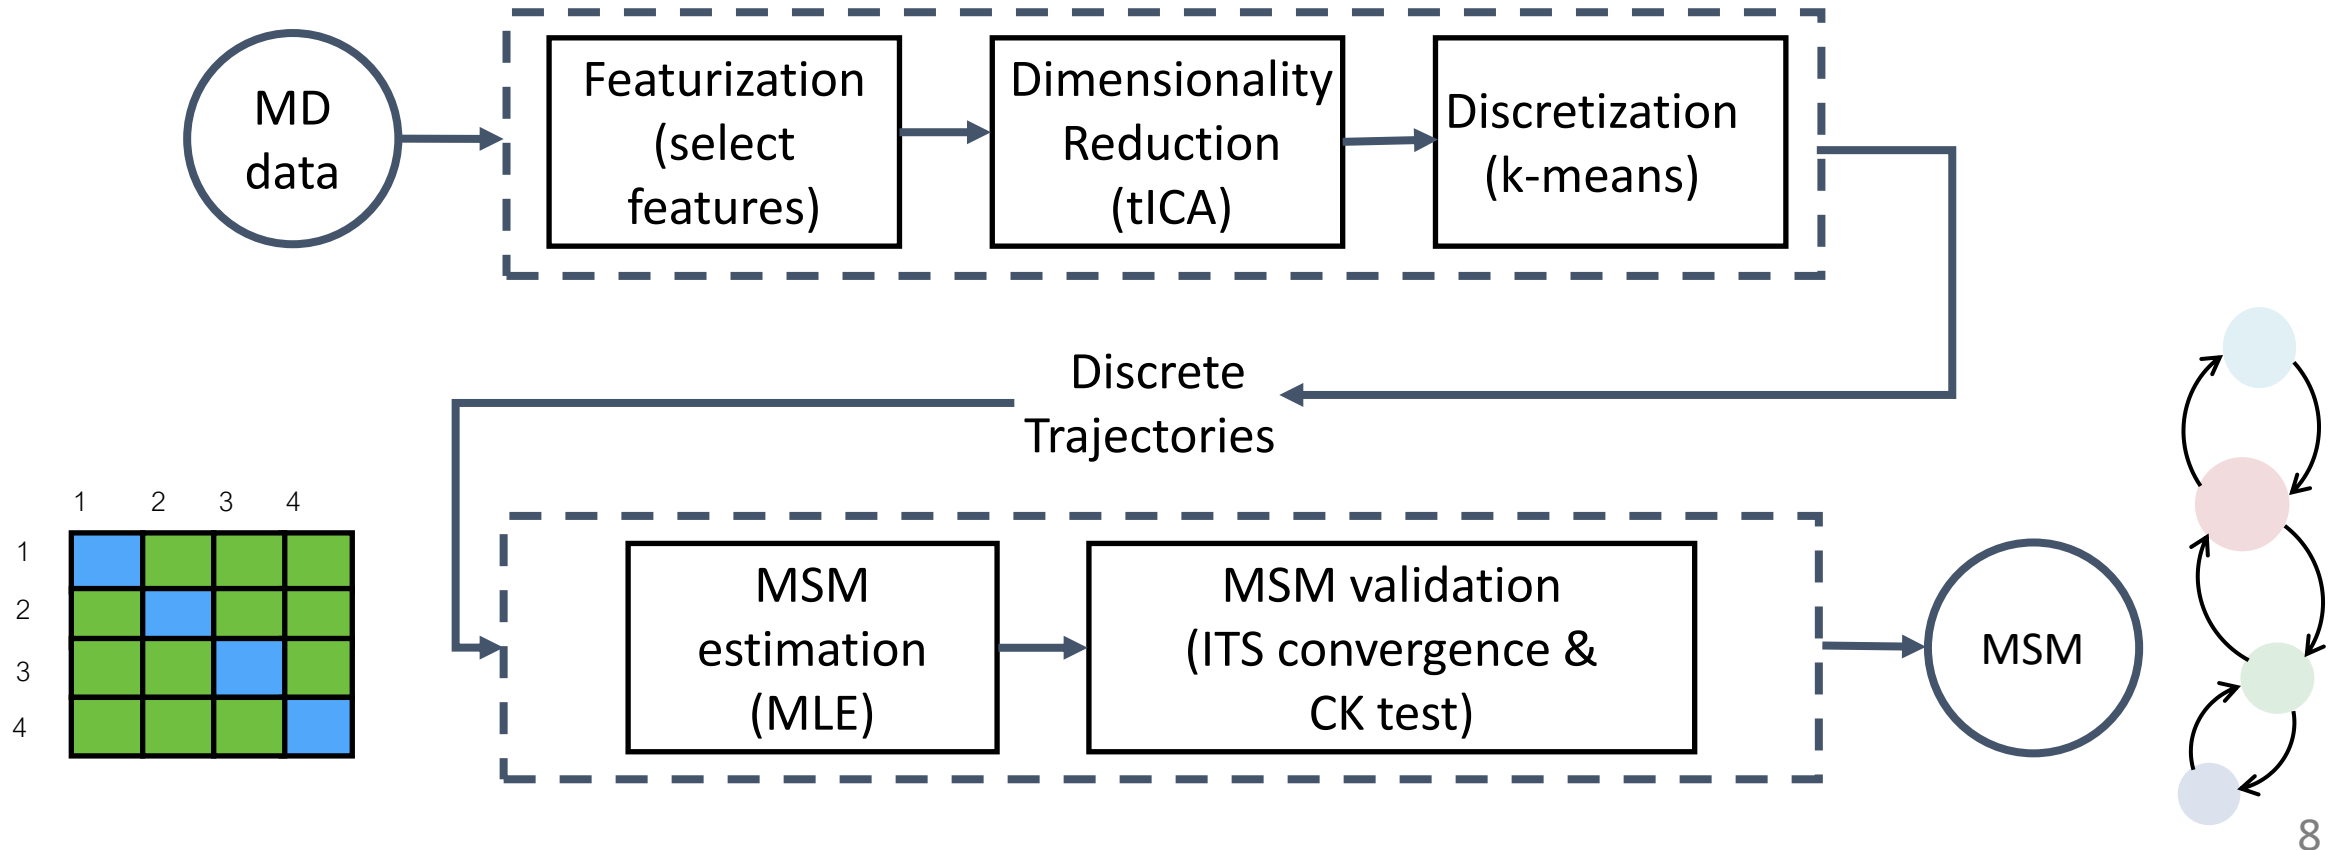 MD
data
Featurization
(select
features)
Dimensionality
Reduction
(tICA)
Discretization
(k-means)
Discrete
Trajectories
1 2 3 4
1
2
3
4
MSM
estimation
(MLE)
MSM validation
(ITS convergence &
CK test)
MSM
8